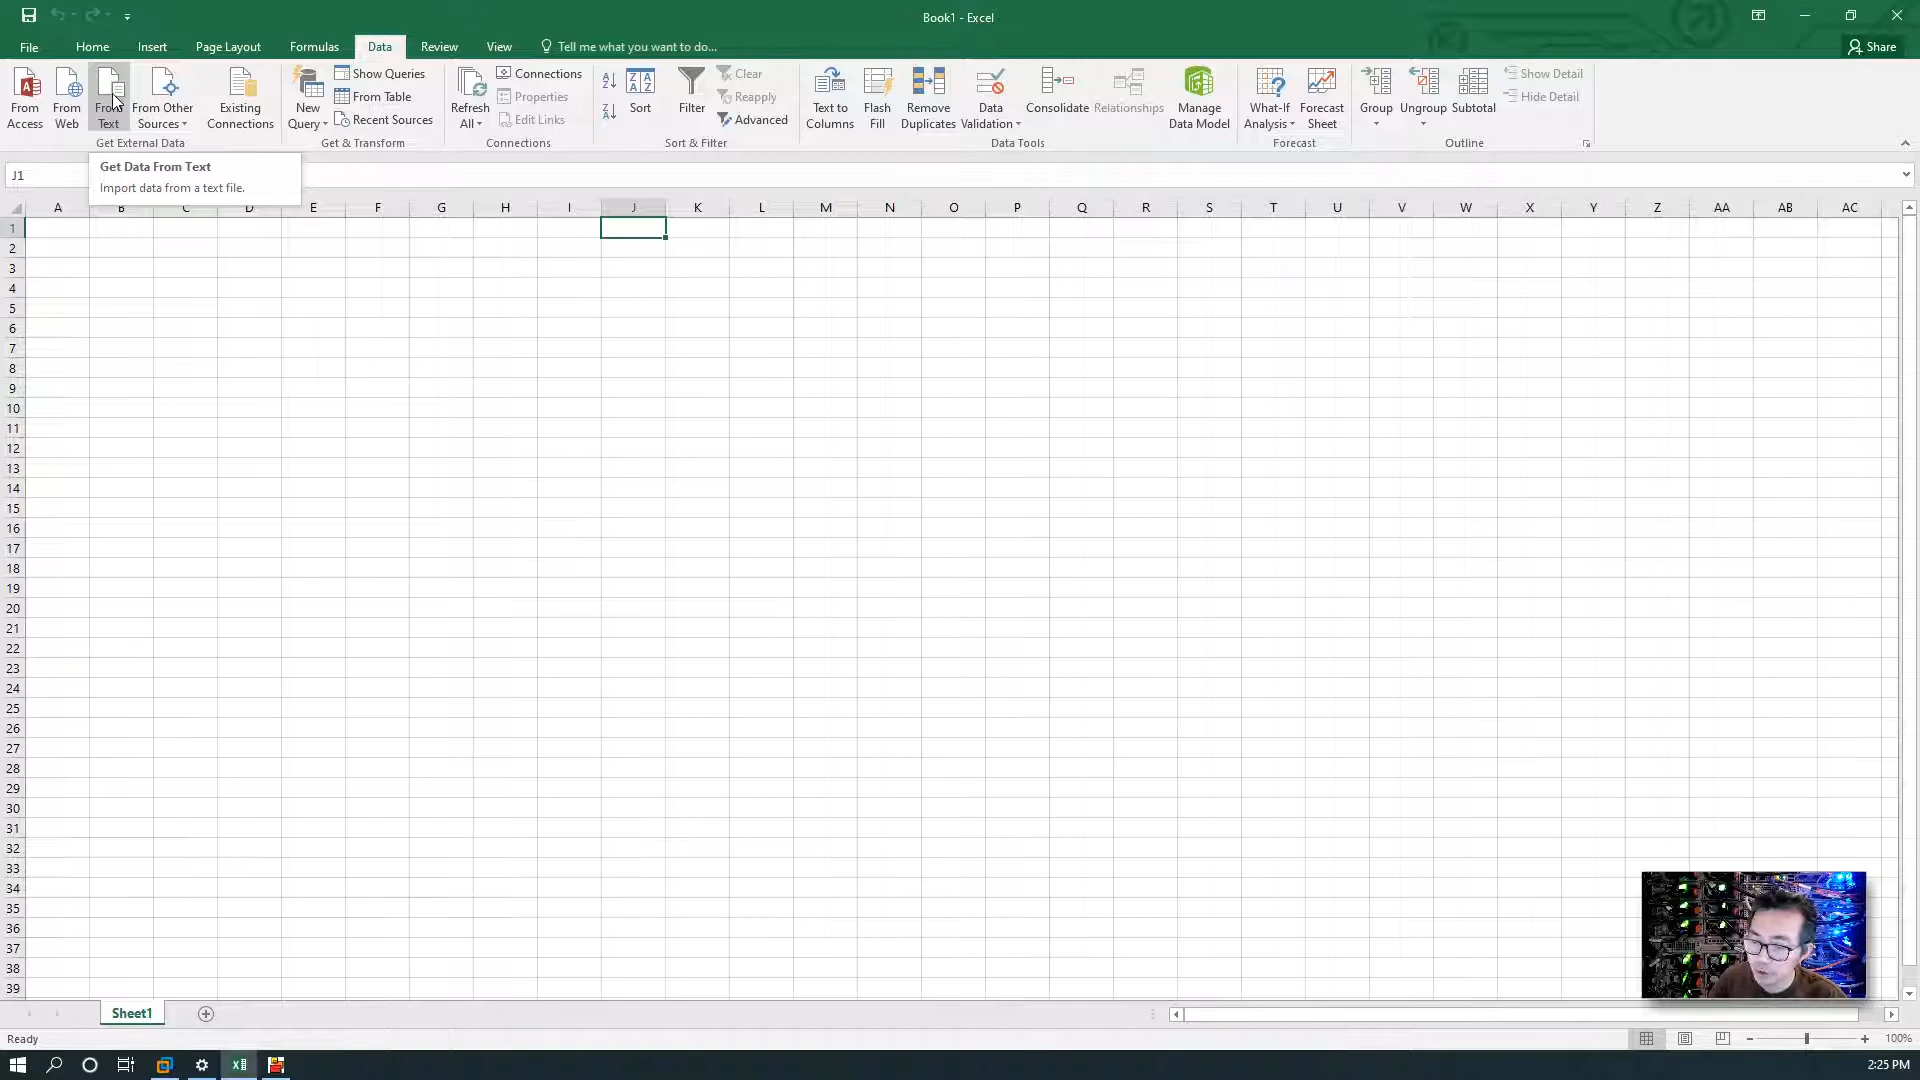 Book1 - Excel
File Home Insert Page Layout Formulas Data Review View Tell me what you want to do... Share
From Access
From Web
From Text
From Other Sources
Existing Connections
Get External Data
New Query
Show Queries
From Table
Recent Sources
Get & Transform
Refresh All
Connections
Properties
Edit Links
Connections
Sort
Filter
Clear
Reapply
Advanced
Sort & Filter
Text to Columns
Flash Fill
Remove Duplicates
Data Validation
Consolidate
Relationships
Manage Data Model
Data Tools
What-If Analysis
Forecast Sheet
Forecast
Group
Ungroup
Subtotal
Show Detail
Hide Detail
Outline
Get Data From Text
Import data from a text file.
J1
A B C D E F G H I J K L M N O P Q R S T U V W X Y Z AA AB AC
1
2
3
4
5
6
7
8
9
10
11
12
13
14
15
16
17
18
19
20
21
22
23
24
25
26
27
28
29
30
31
32
33
34
35
36
37
38
39
Sheet1
Ready
100%
2:25 PM